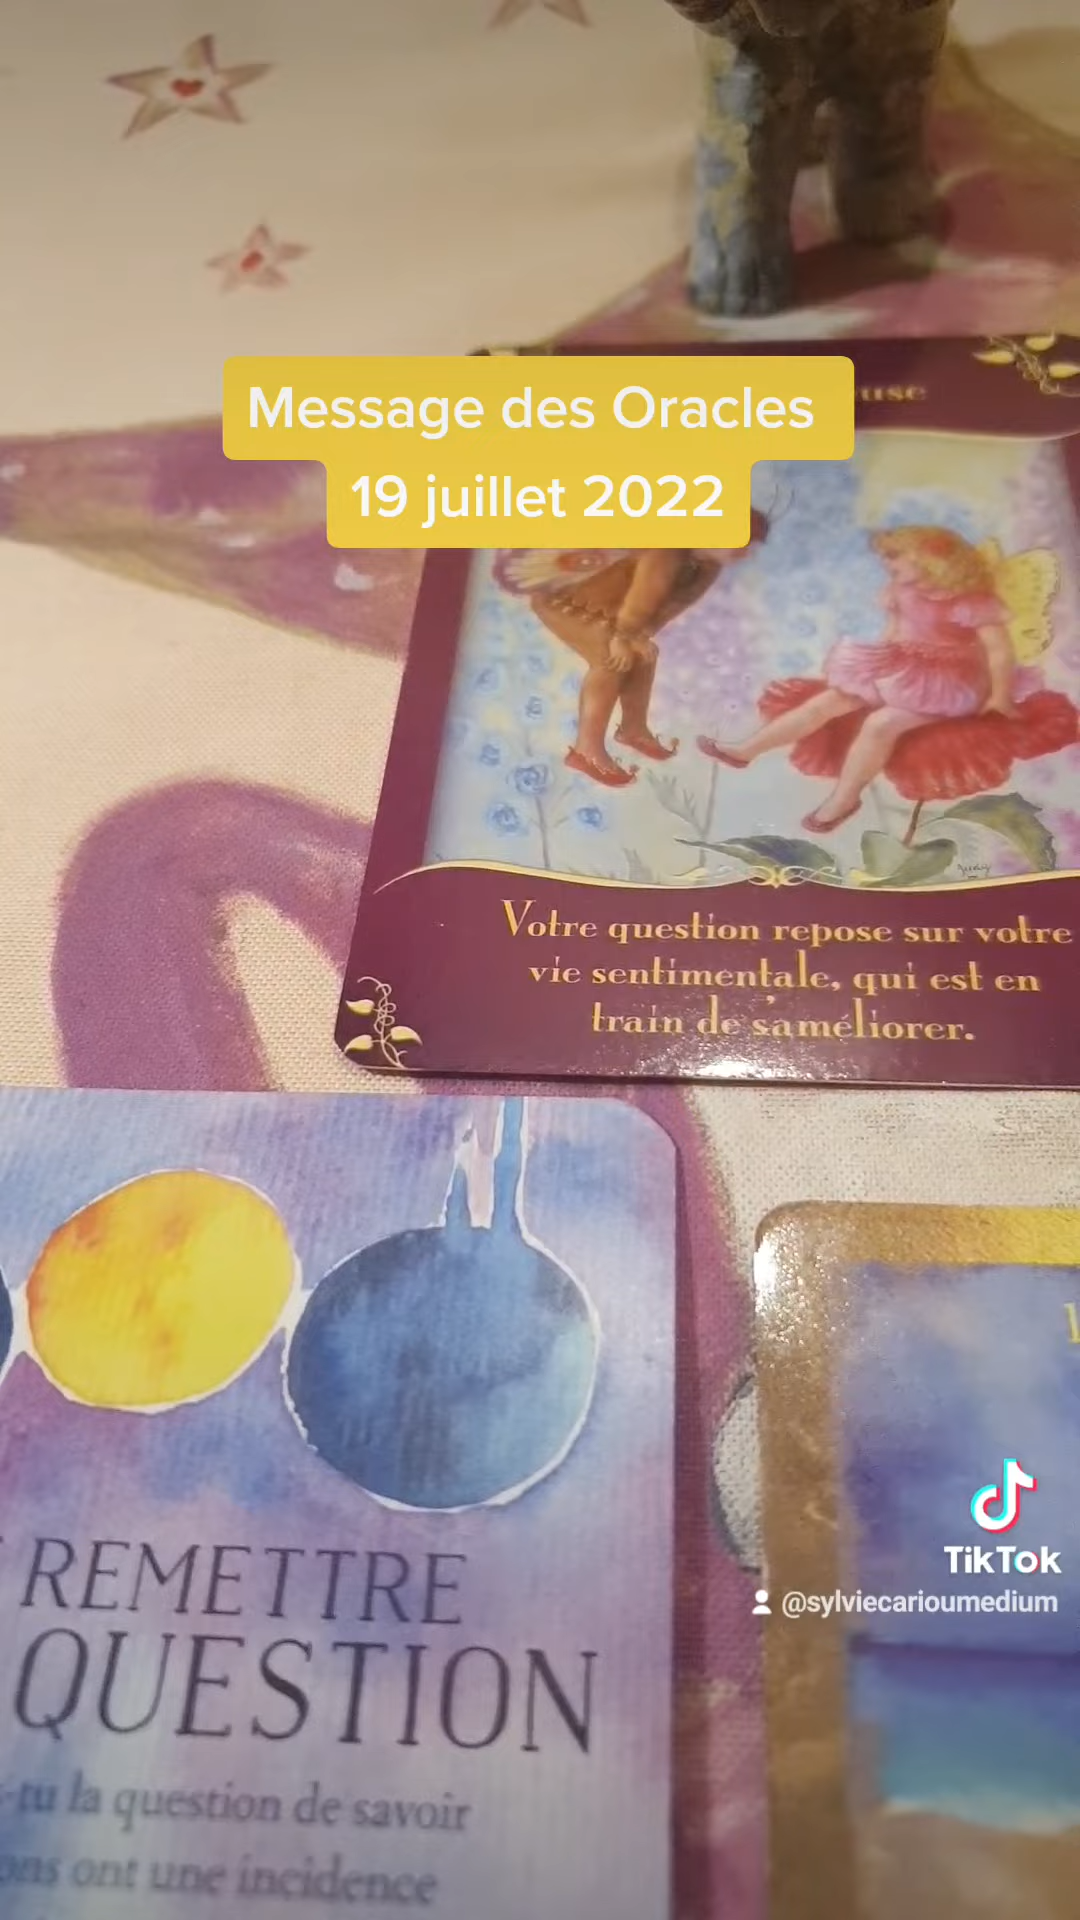 Message des Oracles
19 juillet 2022
Votre question repose sur votre
vie sentimentale, qui est en
train de s'améliorer.
REMETTRE
QUESTION
la question de savoir
ont une incidence
TikTok
@sylviecarioumedium